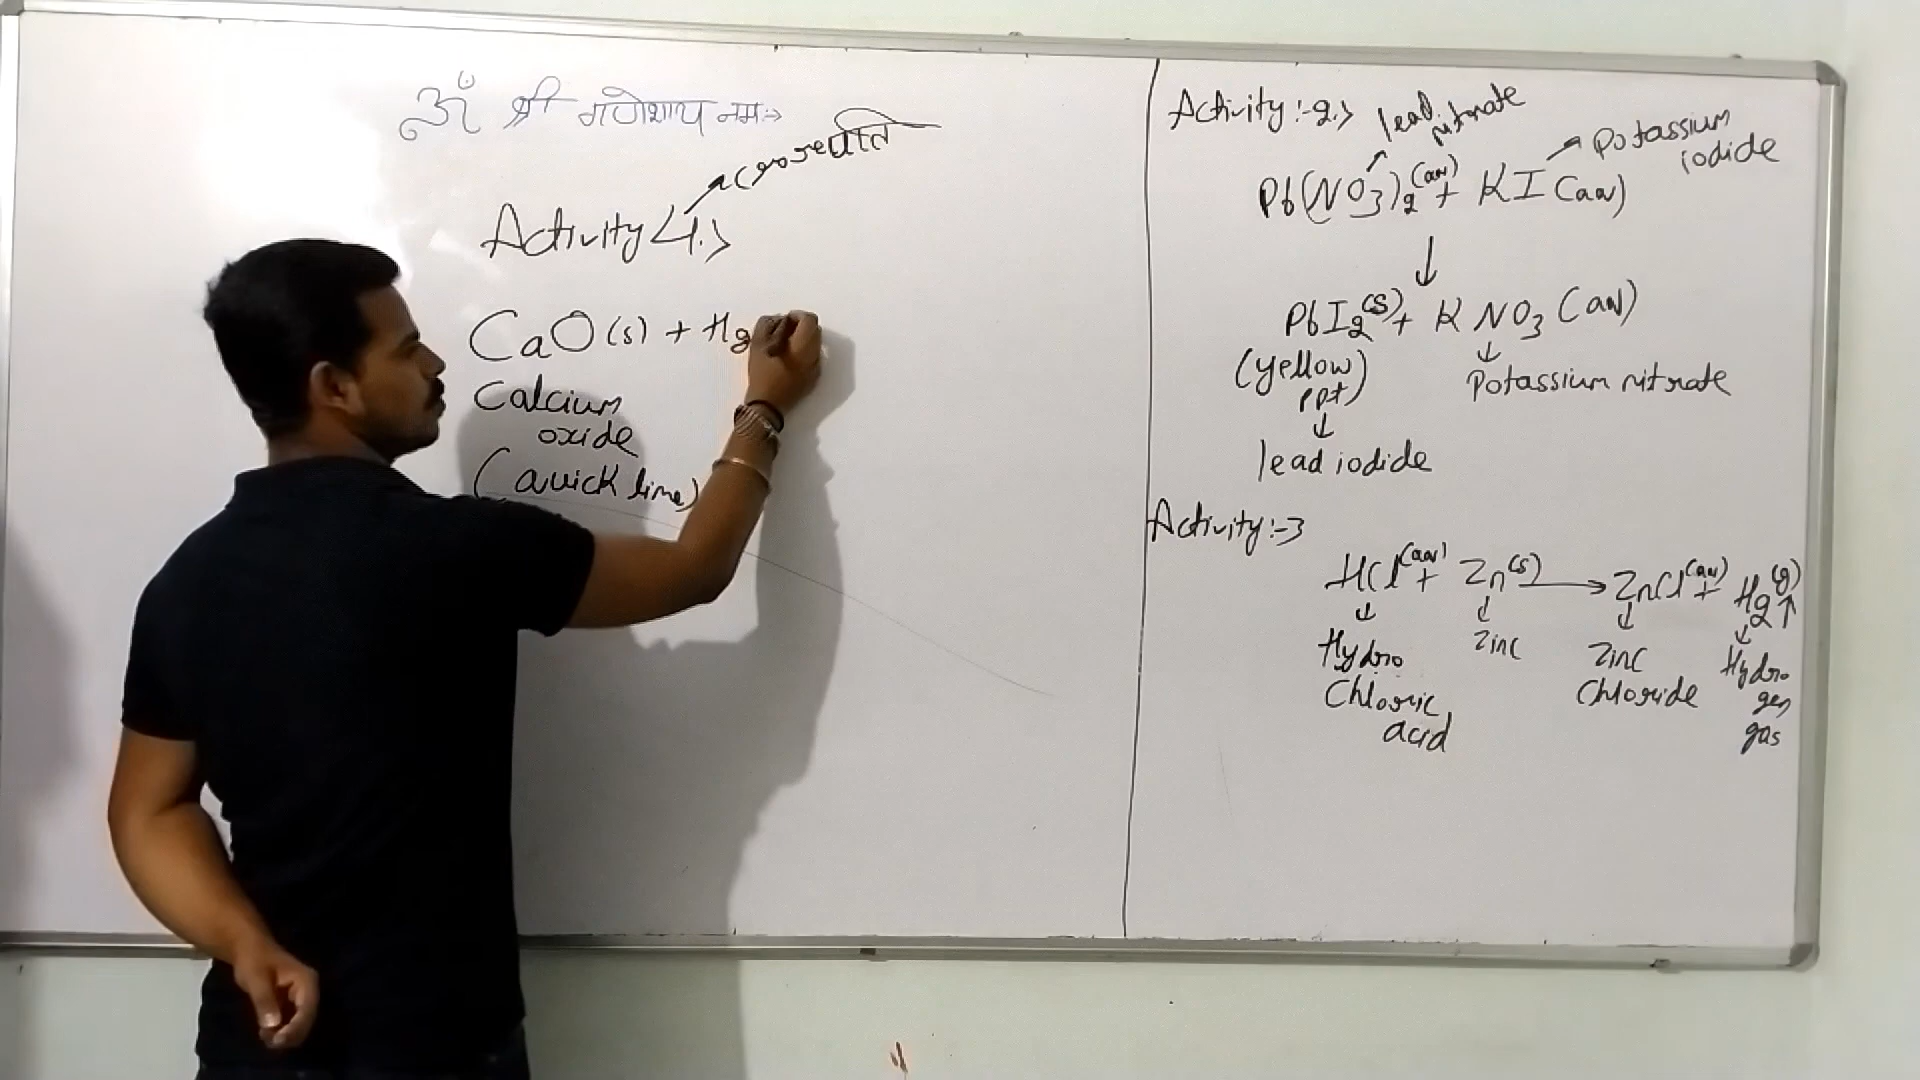 ॐ श्री गणेशाय नमः
Activity <1.>
CaO(s) + H2
Calcium
oxide
(Quick lime)
Activity :-2.>
lead
nitrate
Potassium
iodide
Pb(NO3)2(aq) + KI (aq)
↓
PbI2(s) + KNO3 (aq)
(yellow
ppt)
↓
lead iodide
↓
Potassium nitrate
Activity :-3
HCl(aq) + Zn(s) → ZnCl(aq) + H2(g)↑
↓ ↓ ↓ ↓
Hydro
Chloric
acid
Zinc
Zinc
Chloride
Hydro
gen
gas